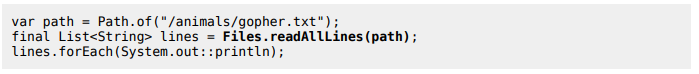 var path = Path.of("/animals/gopher.txt");
final List<String> lines = Files.readAllLines(path);
lines.forEach(System.out::println);